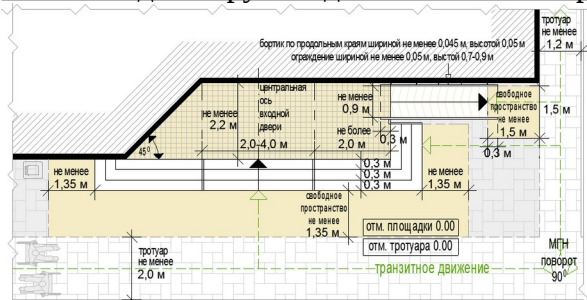 тротуар
не менее
1,2 м
бортик по продольным краям шириной не менее 0,045 м, высотой 0,05 м
ограждение шириной не менее 0,05 м, выстой 0,7-0,9 м
центральная
ось
входной
двери
не менее
2,2 м
не менее
0,9 м
свободное
пространство
не менее
1,5 м
1,5 м
не более
2,0 м
0,3 м
0,3 м
45⁰
2,0-4,0 м
0,3 м
0,3 м
0,3 м
не менее
1,35 м
не менее
1,35 м
свободное
пространство
не менее
1,35 м
отм. площадки 0.00
отм. тротуара 0.00
тротуар
не менее
2,0 м
транзитное движение
МГН
поворот
90⁰